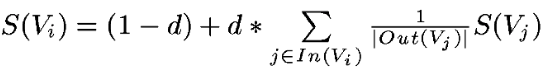 $S(V_i) = (1 - d) + d * \sum_{j \in In(V_i)} \frac{1}{|Out(V_j)|} S(V_j)$